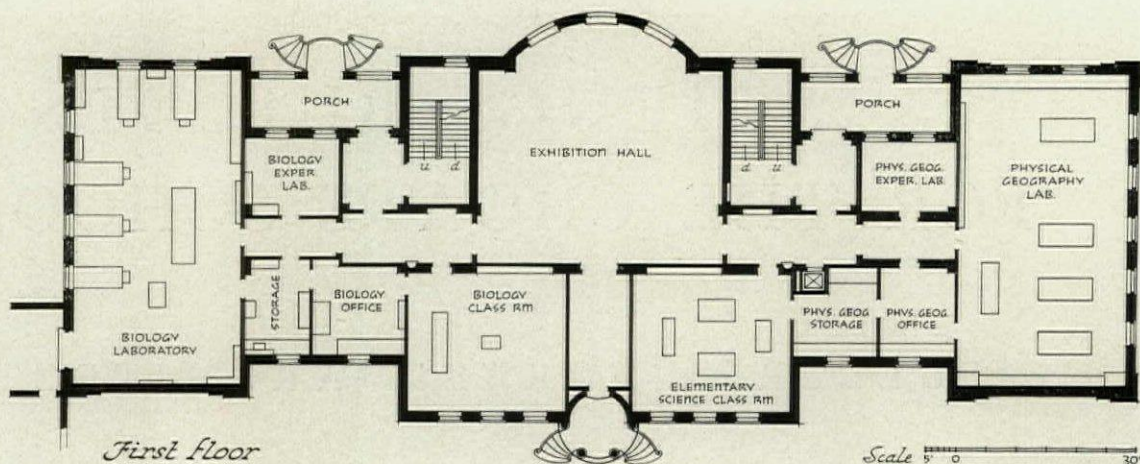 PORCH
PORCH
EXHIBITION HALL
BIOLOGY
EXPER.
LAB.
u d
d u
PHYS. GEOG.
EXPER. LAB.
PHYSICAL
GEOGRAPHY
LAB.
STORAGE
BIOLOGY
OFFICE
BIOLOGY
CLASS RM
PHYS. GEOG
STORAGE
PHYS. GEOG.
OFFICE
BIOLOGY
LABORATORY
ELEMENTARY
SCIENCE CLASS RM
First floor
Scale 5' 0 30'